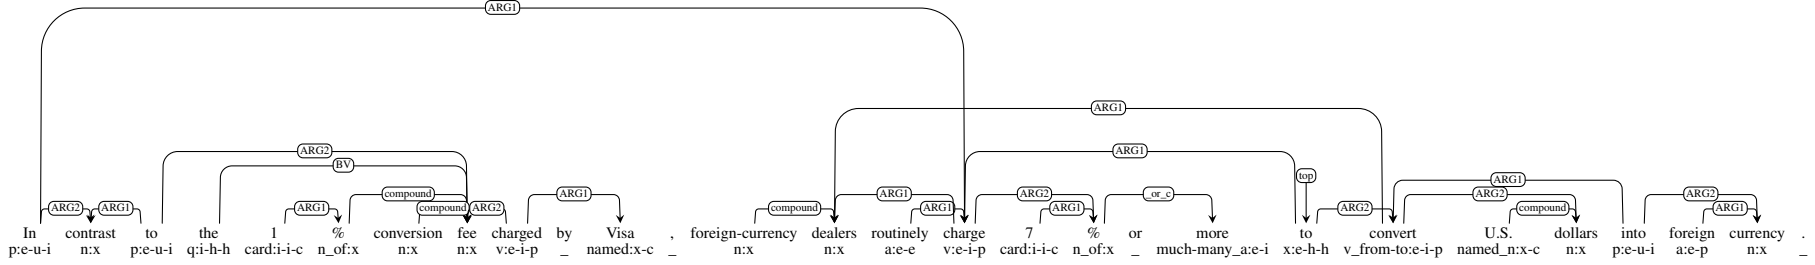 ARG1
ARG1
ARG2 ARG1
BV top ARG1
compound ARG1 ARG1 ARG2 _or_c ARG2 ARG2
ARG2 ARG1 ARG1 compound ARG2 compound ARG1 ARG1 ARG2 compound ARG1
In contrast to the 1 % conversion fee charged by Visa , foreign-currency dealers routinely charge 7 % or more to convert U.S. dollars into foreign currency .
p:e-u-i n:x p:e-u-i q:i-h-h card:i-i-c n_of:x n:x n:x v:e-i-p _ named:x-c _ n:x n:x a:e-e v:e-i-p card:i-i-c n_of:x _ much-many_a:e-i x:e-h-h v_from-to:e-i-p named_n:x-c n:x p:e-u-i a:e-p n:x _